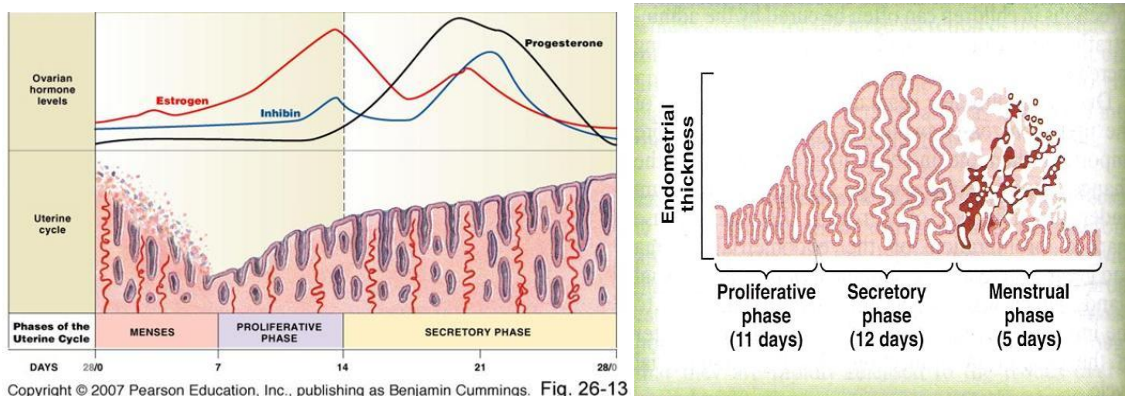 Ovarian
hormone
levels
Estrogen
Inhibin
Progesterone
Uterine
cycle
Phases of the
Uterine Cycle
MENSES
PROLIFERATIVE
PHASE
SECRETORY PHASE
DAYS
28/0
7
14
21
28/0
Copyright © 2007 Pearson Education, Inc., publishing as Benjamin Cummings. Fig. 26-13
Endometrial
thickness
Proliferative
phase
(11 days)
Secretory
phase
(12 days)
Menstrual
phase
(5 days)